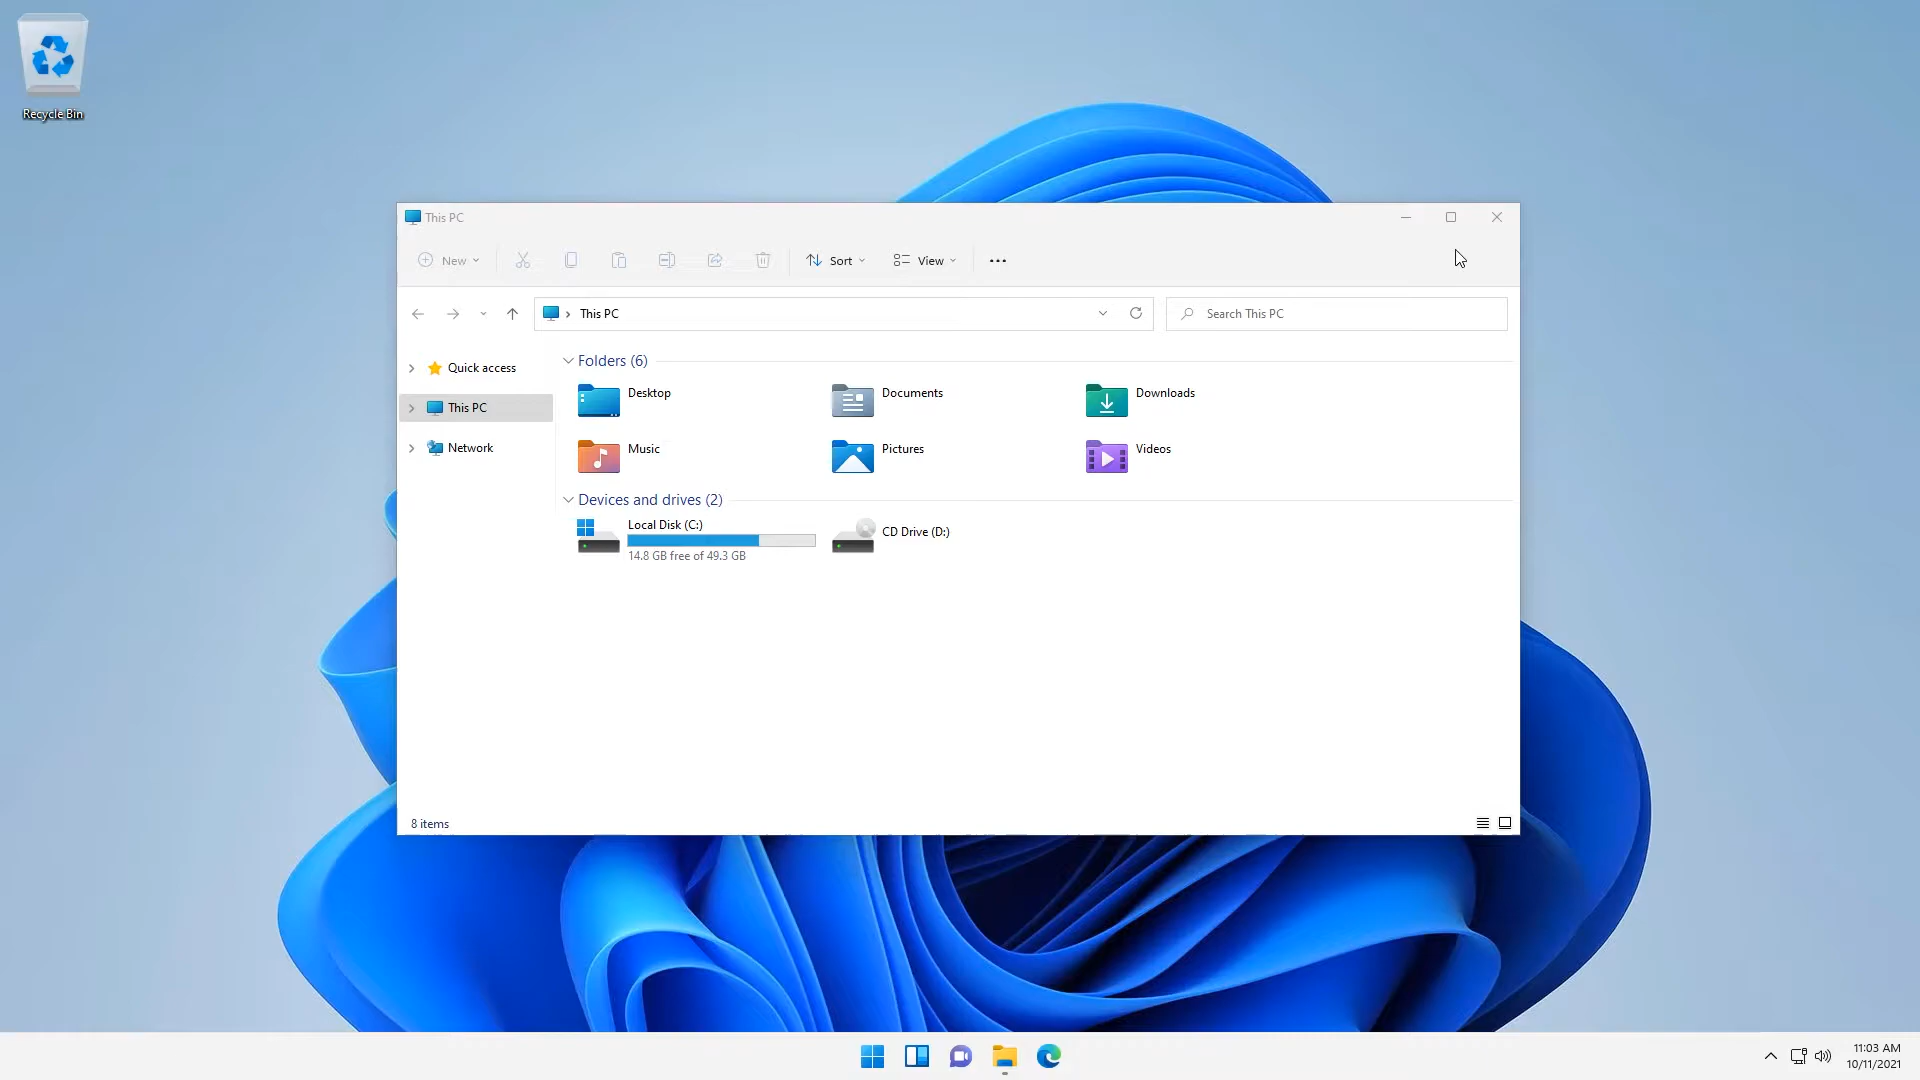 Recycle Bin
This PC
New
Sort
View
This PC
Search This PC
Quick access
This PC
Network
Folders (6)
Desktop
Documents
Downloads
Music
Pictures
Videos
Devices and drives (2)
Local Disk (C:)
14.8 GB free of 49.3 GB
CD Drive (D:)
8 items
11:03 AM
10/11/2021